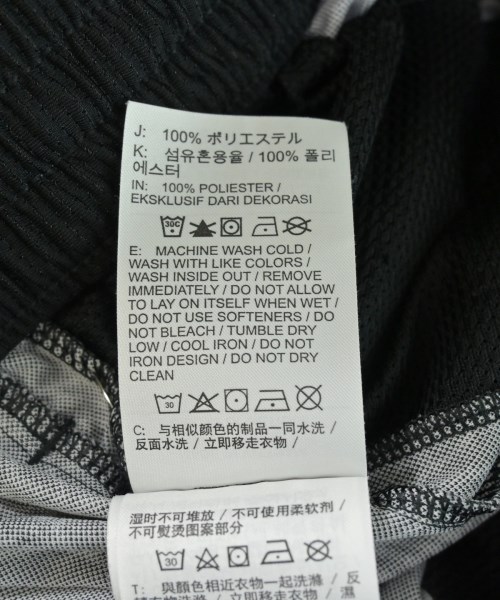 J: 100% ポリエステル
K: 섬유혼용율 / 100% 폴리
에스터
IN: 100% POLIESTER /
EKSKLUSIF DARI DEKORASI
30C
E: MACHINE WASH COLD /
WASH WITH LIKE COLORS /
WASH INSIDE OUT / REMOVE
IMMEDIATELY / DO NOT ALLOW
TO LAY ON ITSELF WHEN WET /
DO NOT USE SOFTENERS / DO
NOT BLEACH / TUMBLE DRY
LOW / COOL IRON / DO NOT
IRON DESIGN / DO NOT DRY
CLEAN
30
C: 与相似颜色的制品一同水洗 /
反面水洗 / 立即移走衣物 /
湿时不可堆放 / 不可使用柔软剂 /
不可熨烫图案部分
30
T: 與顏色相近衣物一起洗滌 / 反